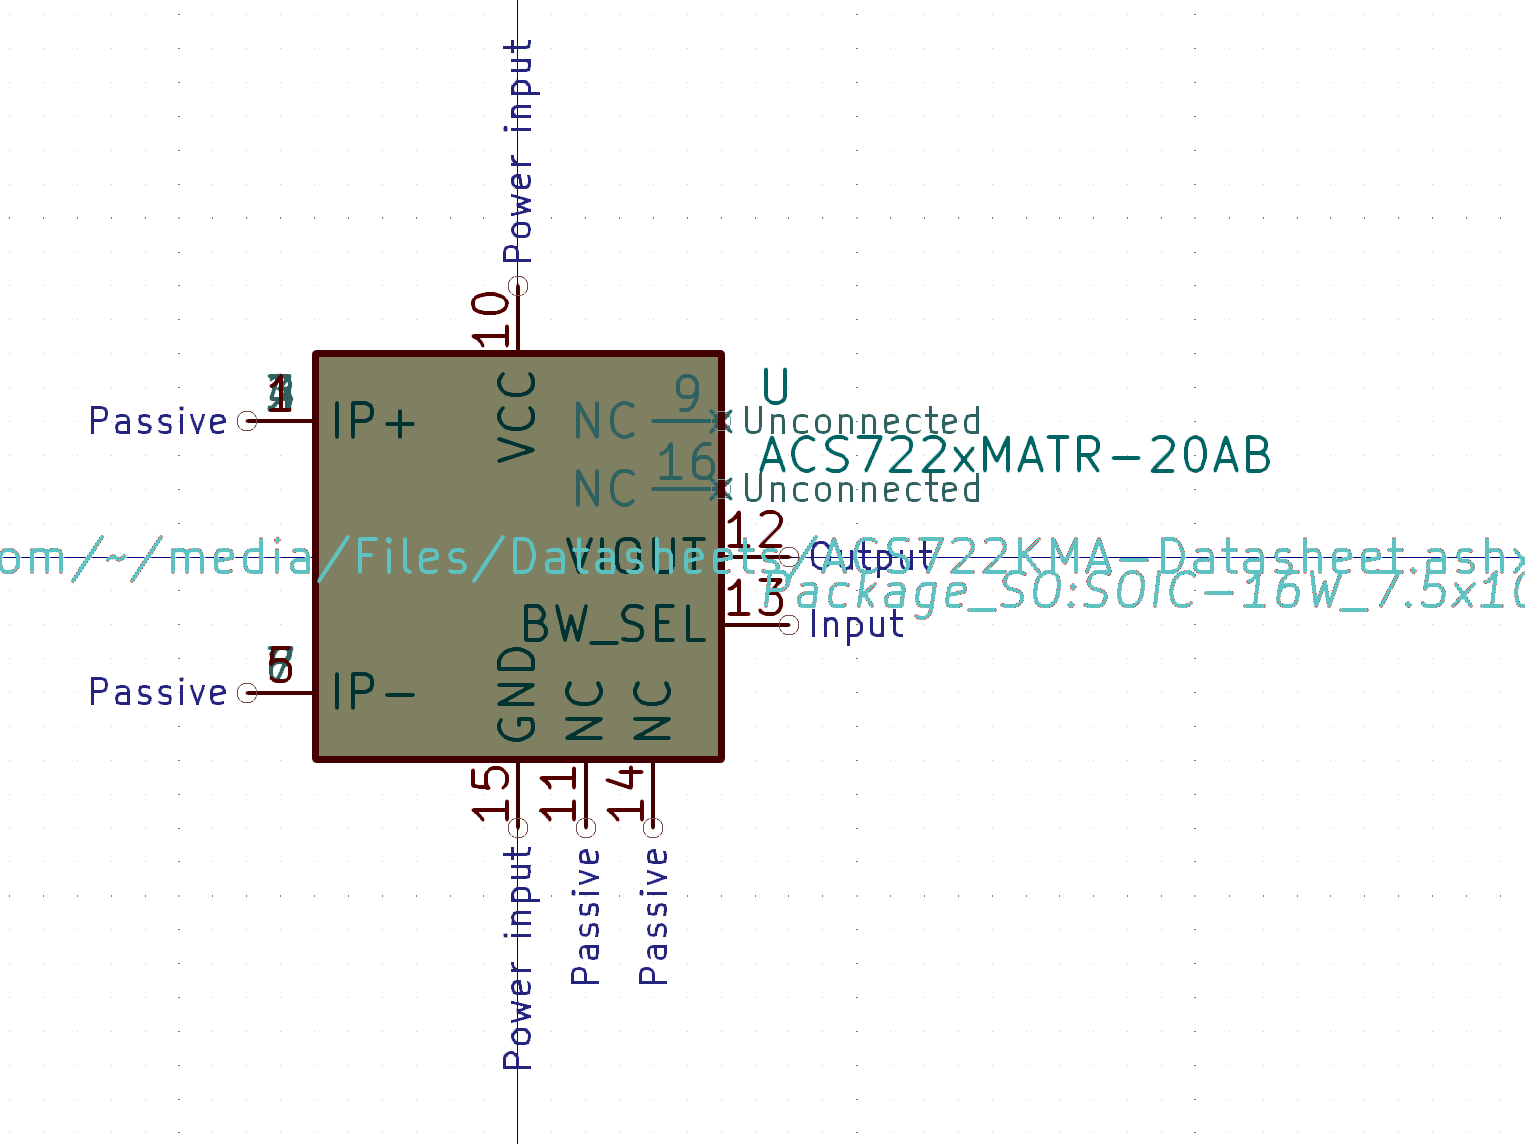 Power input
10
1
Passive
IP+
VCC
NC
9
Unconnected
U
ACS722xMATR-20AB
NC
16
Unconnected
VIOUT
12
Output
om/~/media/Files/Datasheets/ACS722KMA-Datasheet.ashx
Package_SO:SOIC-16W_7.5x10
BW_SEL
13
Input
5
Passive
IP-
GND
NC
NC
15
11
14
Power input
Passive
Passive